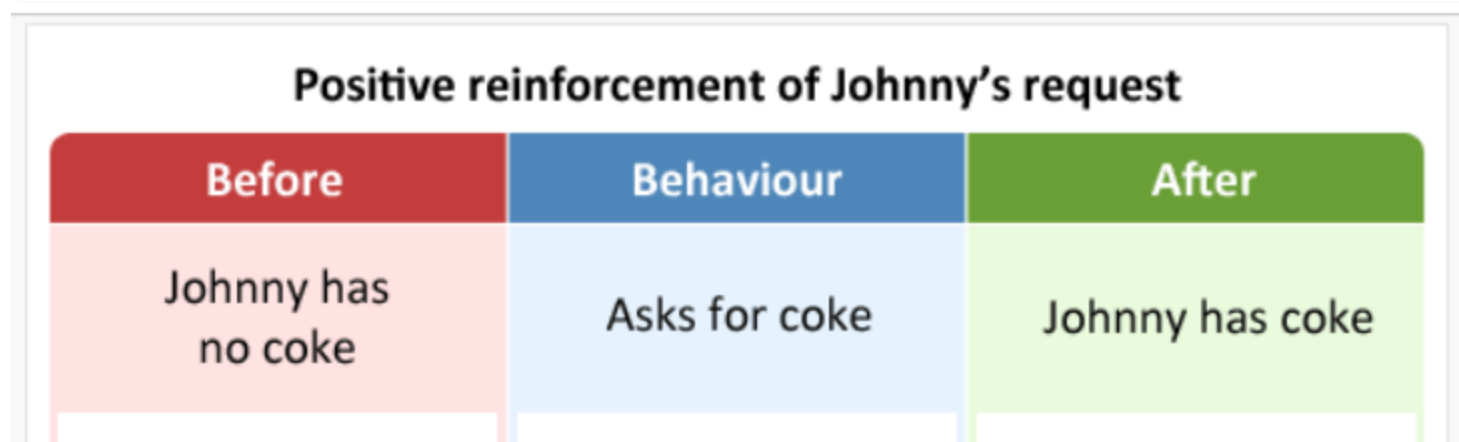 Positive reinforcement of Johnny’s request
Before
Behaviour
After
Johnny has
no coke
Asks for coke
Johnny has coke